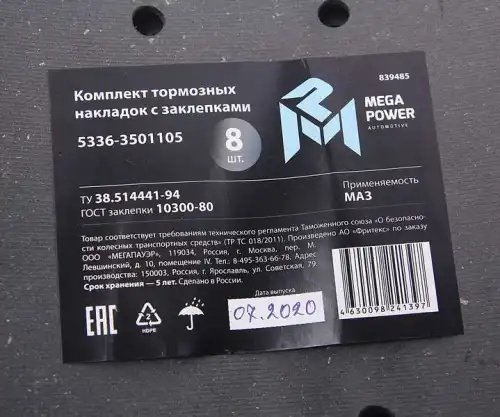 839485
Комплект тормозных
накладок с заклепками
5336-3501105
8
шт.
MEGA
POWER
AUTOMOTIVE
ТУ 38.514441-94
ГОСТ заклепки 10300-80
Применяемость
МАЗ
Товар соответствует требованиям технического регламента Таможенного союза «О безопасно-
сти колесных транспортных средств» (ТР ТС 018/2011). Произведено АО «Фритекс» по заказу
ООО «МЕГАПАУЭР», 119034, Россия, г. Москва, пер. М.
Левшинский, д. 10, помещение IV. Тел.: 8-495-363-66-78. Адрес
производства: 150003, Россия, г. Ярославль, ул. Советская, 79.
Срок хранения — 5 лет. Сделано в России.
Дата выпуска
EAC
2
HDPE
07.2020
4630098241397